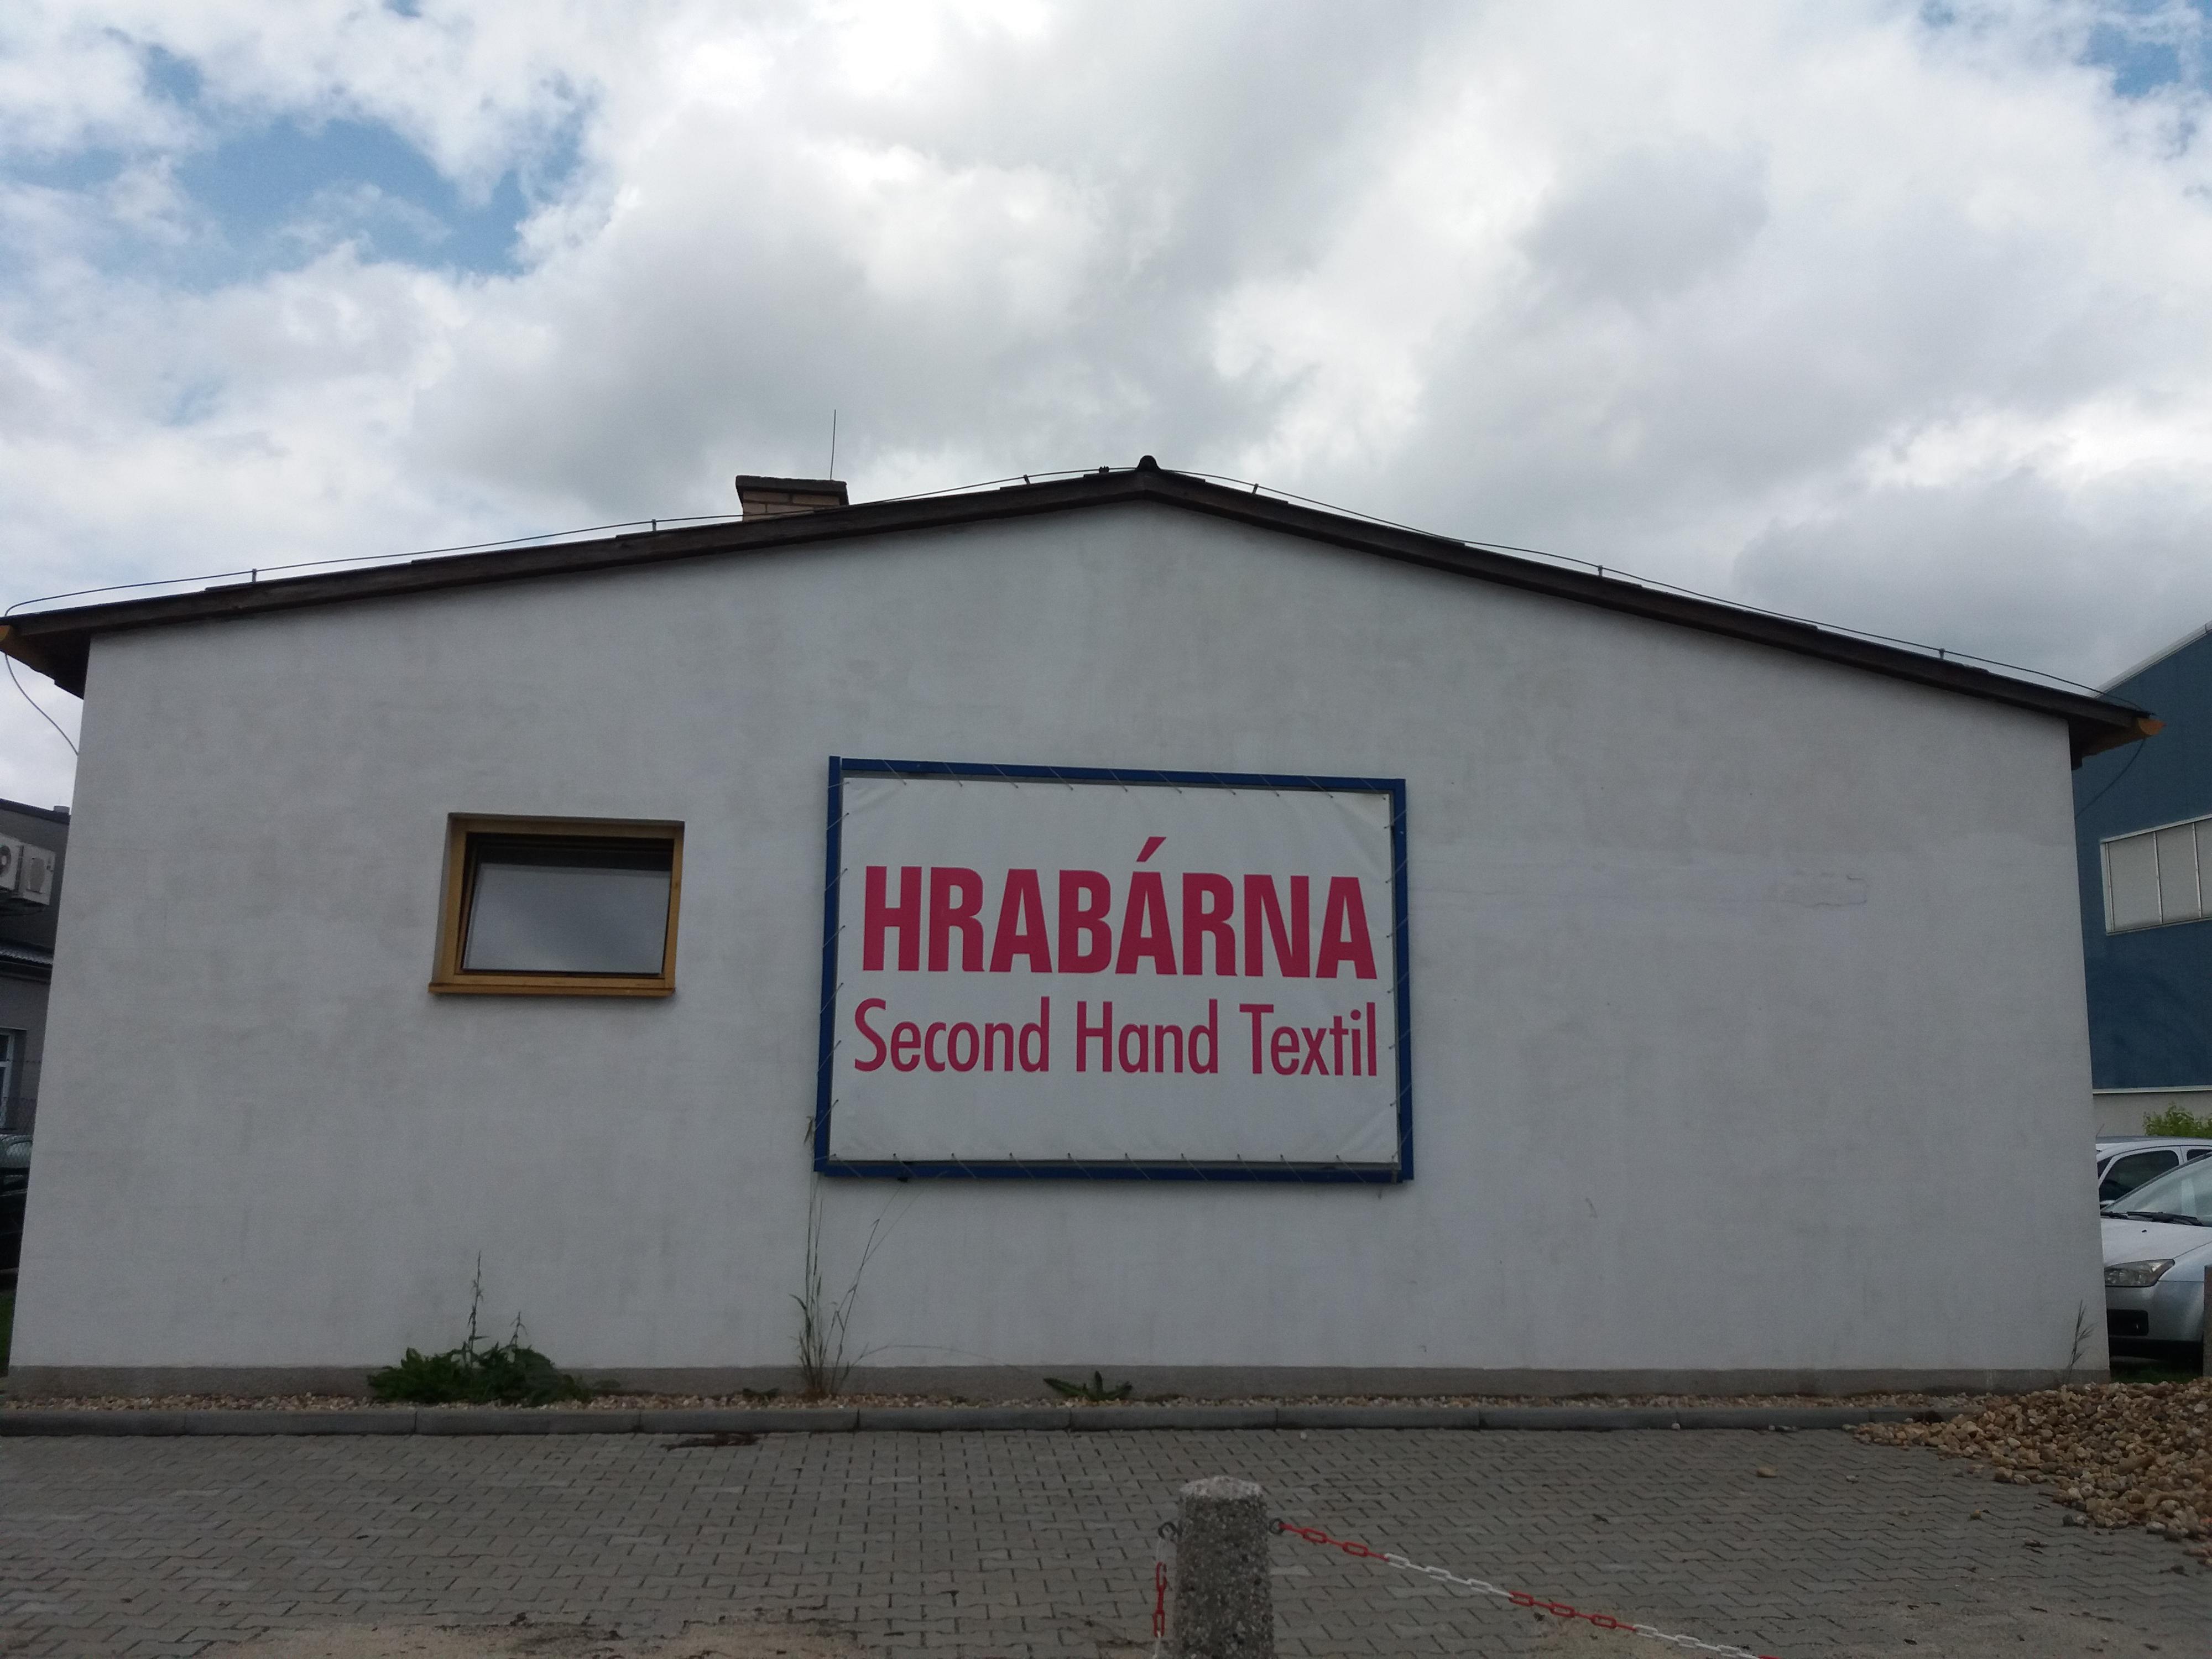 HRABÁRNA
Second Hand Textil